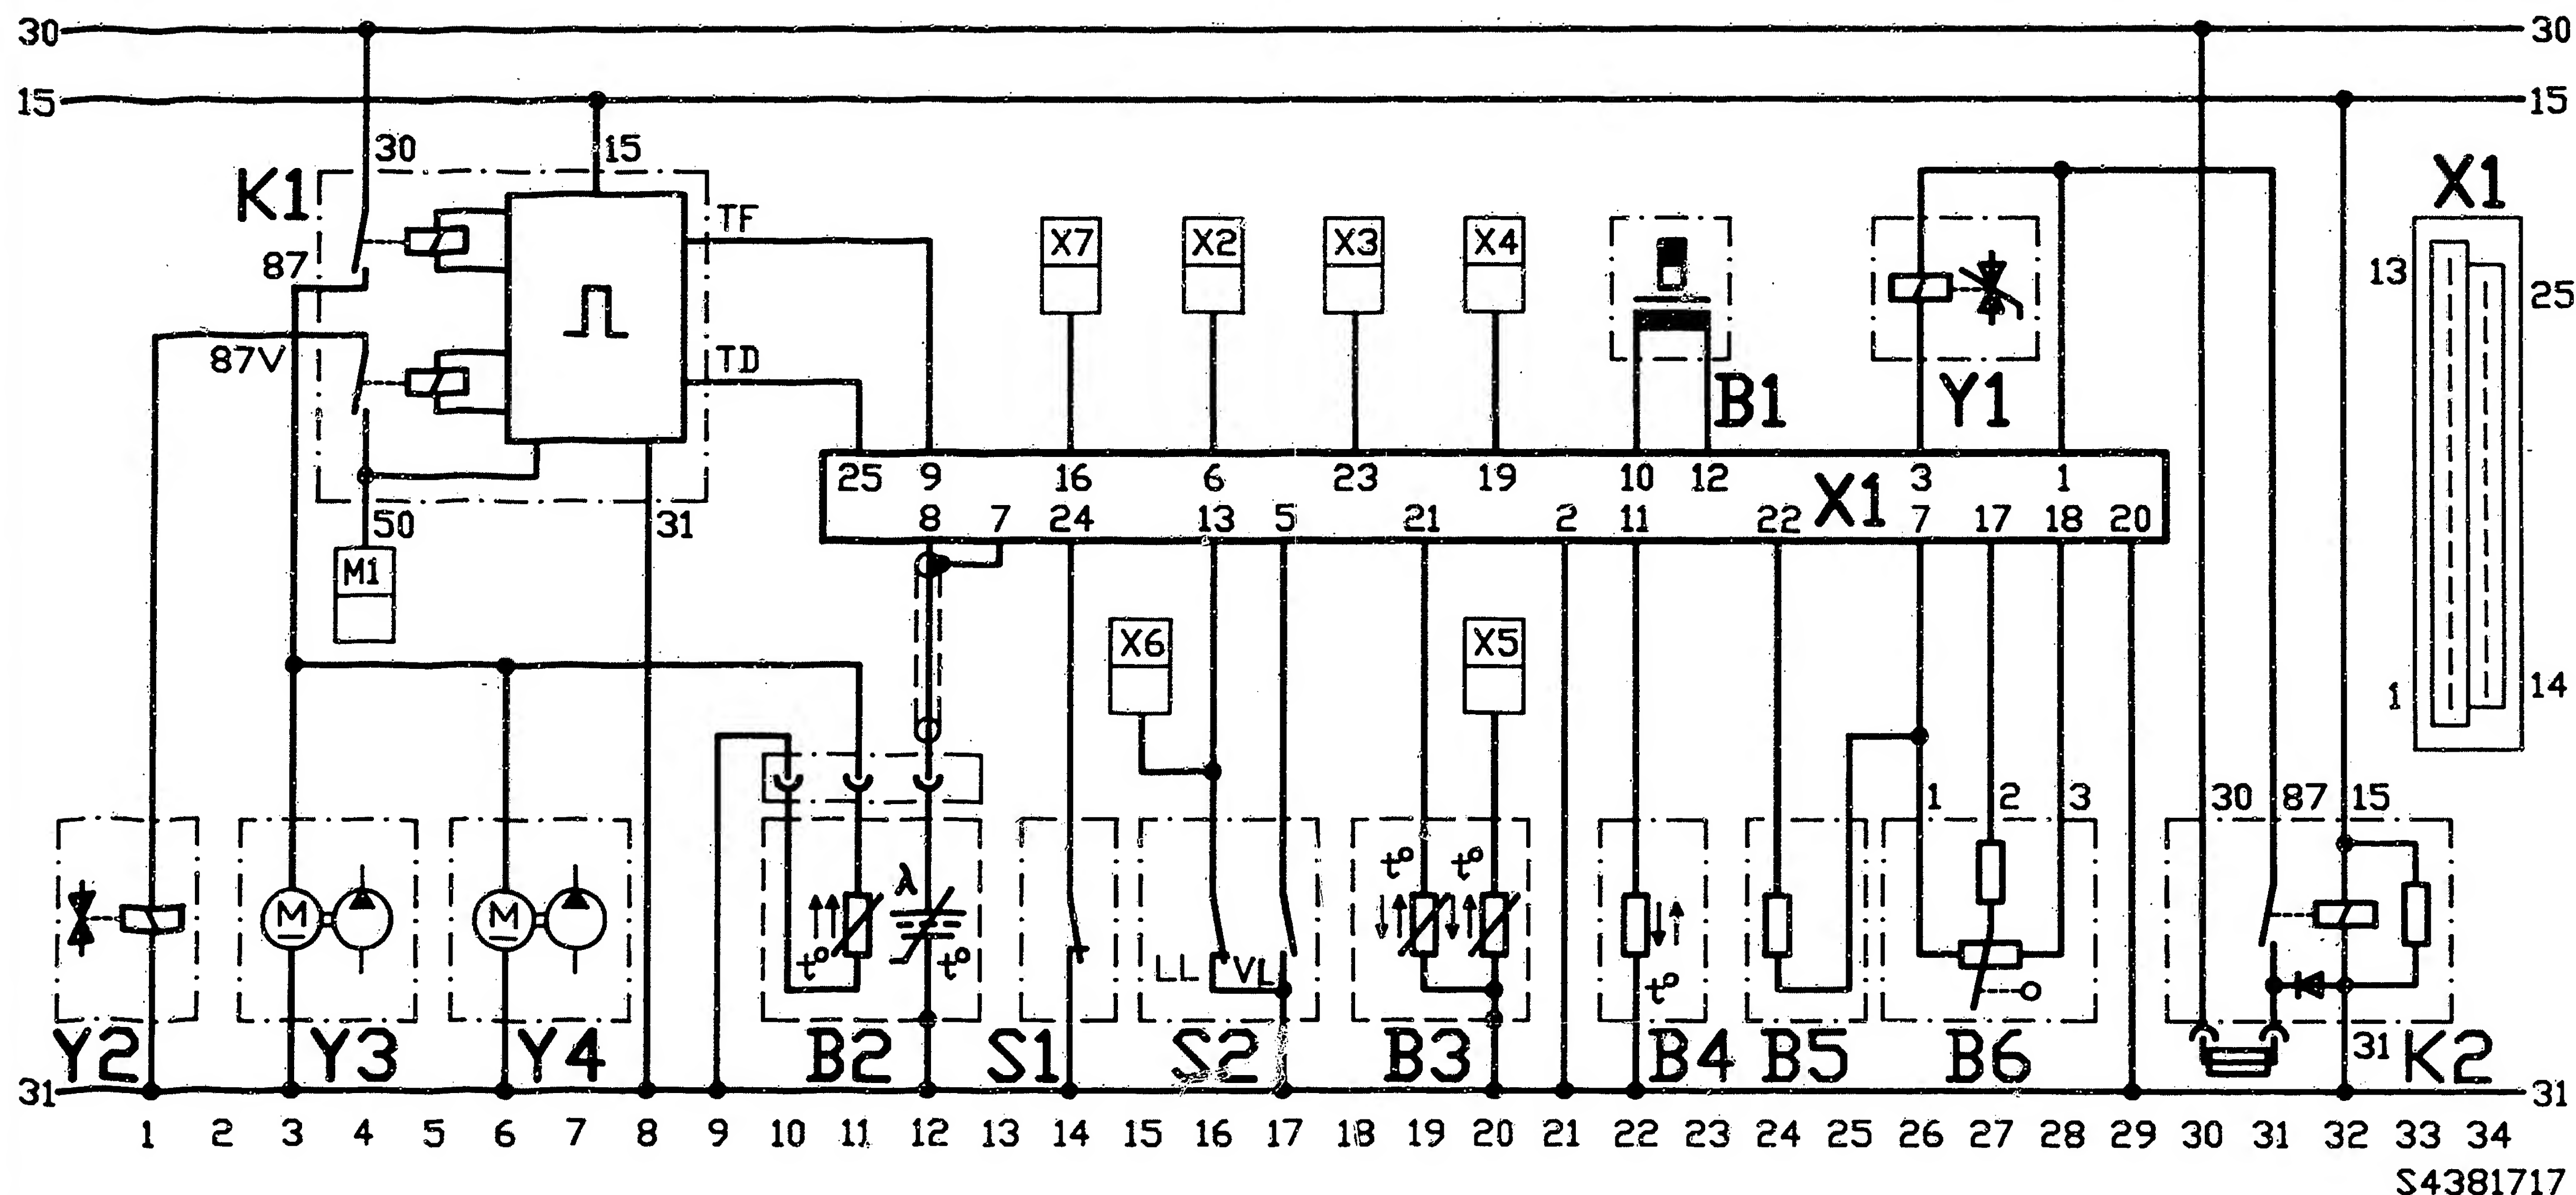 30 30
15 15
30 15
K1 X1
TF
X7 X2 X3 X4
87 13 25
87V TD
B1 Y1
25 9 16 6 23 19 10 12 X1 3 1
8 7 24 13 5 21 2 11 22 7 17 18 20
50 31
M1
X6 X5
1 14
1 2 3 30 87 15
λ t° t°
M M
t° t° LL VL t°
31
Y2 Y3 Y4 B2 S1 S2 B3 B4 B5 B6 K2
31 31
1 2 3 4 5 6 7 8 9 10 11 12 13 14 15 16 17 18 19 20 21 22 23 24 25 26 27 28 29 30 31 32 33 34
S4381717